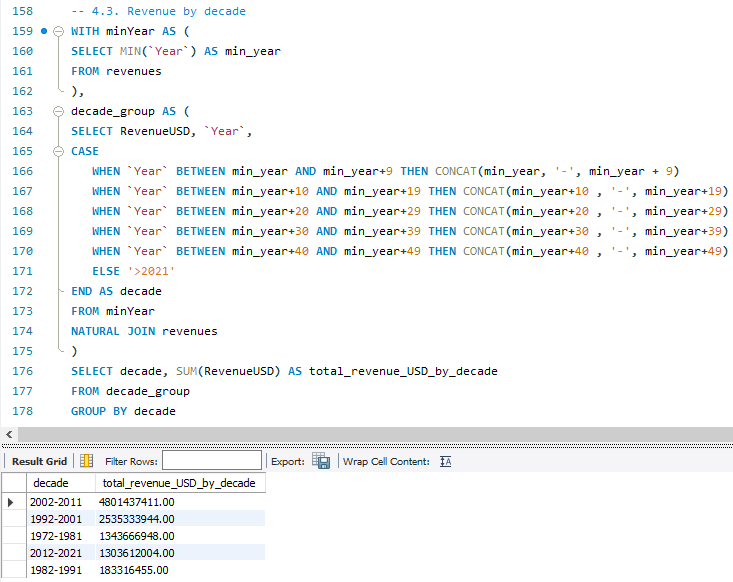 158 -- 4.3. Revenue by decade
159 WITH minYear AS (
160 SELECT MIN(`Year`) AS min_year
161 FROM revenues
162 ),
163 decade_group AS (
164 SELECT RevenueUSD, `Year`,
165 CASE
166 WHEN `Year` BETWEEN min_year AND min_year+9 THEN CONCAT(min_year, '-', min_year + 9)
167 WHEN `Year` BETWEEN min_year+10 AND min_year+19 THEN CONCAT(min_year+10 , '-', min_year+19)
168 WHEN `Year` BETWEEN min_year+20 AND min_year+29 THEN CONCAT(min_year+20 , '-', min_year+29)
169 WHEN `Year` BETWEEN min_year+30 AND min_year+39 THEN CONCAT(min_year+30 , '-', min_year+39)
170 WHEN `Year` BETWEEN min_year+40 AND min_year+49 THEN CONCAT(min_year+40 , '-', min_year+49)
171 ELSE '>2021'
172 END AS decade
173 FROM minYear
174 NATURAL JOIN revenues
175 )
176 SELECT decade, SUM(RevenueUSD) AS total_revenue_USD_by_decade
177 FROM decade_group
178 GROUP BY decade
Result Grid Filter Rows: Export: Wrap Cell Content: IA
decade total_revenue_USD_by_decade
2002-2011 4801437411.00
1992-2001 2535333944.00
1972-1981 1343666948.00
2012-2021 1303612004.00
1982-1991 183316455.00